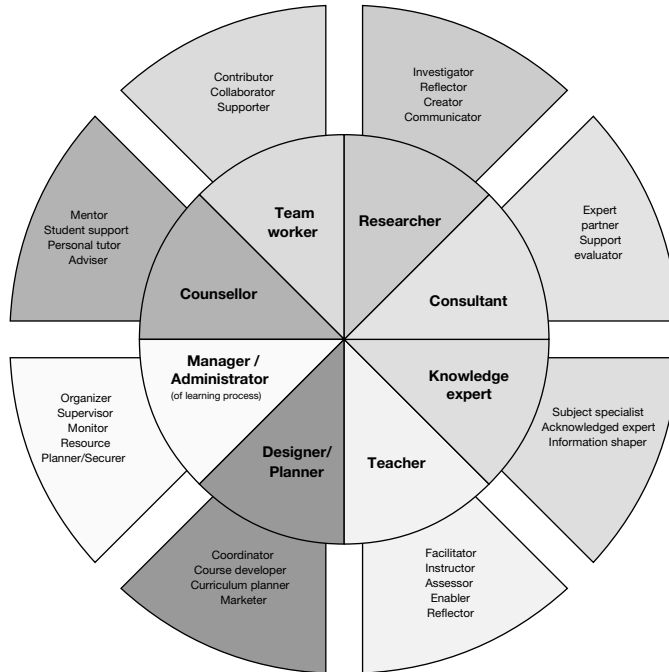 Contributor
Collaborator
Supporter
Investigator
Reflector
Creator
Communicator
Mentor
Student support
Personal tutor
Adviser
Team
worker
Researcher
Expert
partner
Support
evaluator
Counsellor
Consultant
Manager /
Administrator
(of learning process)
Knowledge
expert
Organizer
Supervisor
Monitor
Resource
Planner/Securer
Designer/
Planner
Teacher
Subject specialist
Acknowledged expert
Information shaper
Coordinator
Course developer
Curriculum planner
Marketer
Facilitator
Instructor
Assessor
Enabler
Reflector